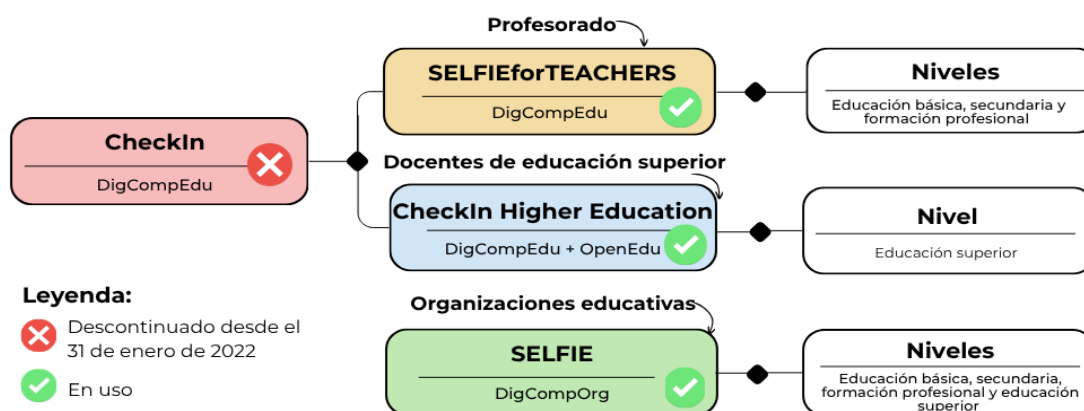 Profesorado
SELFIEforTEACHERS
DigCompEdu
Niveles
Educación básica, secundaria y
formación profesional
CheckIn
DigCompEdu
Docentes de educación superior
CheckIn Higher Education
DigCompEdu + OpenEdu
Nivel
Educación superior
Leyenda:
Descontinuado desde el
31 de enero de 2022
En uso
Organizaciones educativas
SELFIE
DigCompOrg
Niveles
Educación básica, secundaria,
formación profesional y educación
superior